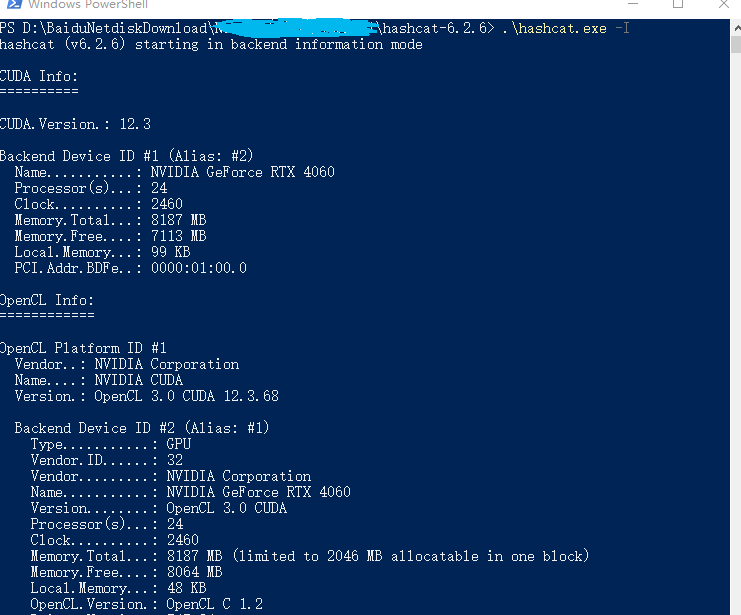 Windows PowerShell
PS D:\BaiduNetdiskDownload\ \hashcat-6.2.6> .\hashcat.exe -I
hashcat (v6.2.6) starting in backend information mode
CUDA Info:
==========
CUDA.Version.: 12.3
Backend Device ID #1 (Alias: #2)
Name...........: NVIDIA GeForce RTX 4060
Processor(s)...: 24
Clock..........: 2460
Memory.Total...: 8187 MB
Memory.Free....: 7113 MB
Local.Memory...: 99 KB
PCI.Addr.BDFe..: 0000:01:00.0
OpenCL Info:
============
OpenCL Platform ID #1
Vendor..: NVIDIA Corporation
Name....: NVIDIA CUDA
Version.: OpenCL 3.0 CUDA 12.3.68
Backend Device ID #2 (Alias: #1)
Type...........: GPU
Vendor.ID......: 32
Vendor.........: NVIDIA Corporation
Name...........: NVIDIA GeForce RTX 4060
Version........: OpenCL 3.0 CUDA
Processor(s)...: 24
Clock..........: 2460
Memory.Total...: 8187 MB (limited to 2046 MB allocatable in one block)
Memory.Free....: 8064 MB
Local.Memory...: 48 KB
OpenCL.Version.: OpenCL C 1.2